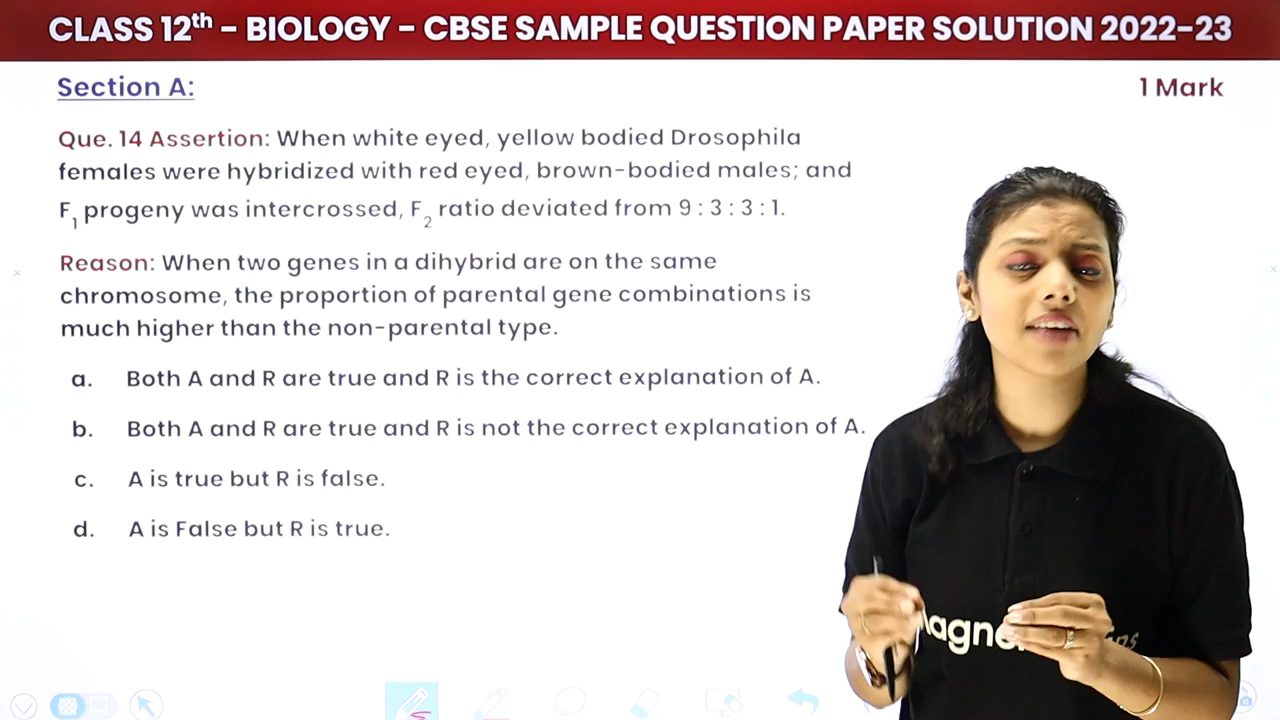 CLASS 12th – BIOLOGY – CBSE SAMPLE QUESTION PAPER SOLUTION 2022-23
Section A:
1 Mark
Que. 14 Assertion: When white eyed, yellow bodied Drosophila
females were hybridized with red eyed, brown-bodied males; and
F1 progeny was intercrossed, F2 ratio deviated from 9 : 3 : 3 : 1.
Reason: When two genes in a dihybrid are on the same
chromosome, the proportion of parental gene combinations is
much higher than the non-parental type.
a. Both A and R are true and R is the correct explanation of A.
b. Both A and R are true and R is not the correct explanation of A.
c. A is true but R is false.
d. A is False but R is true.